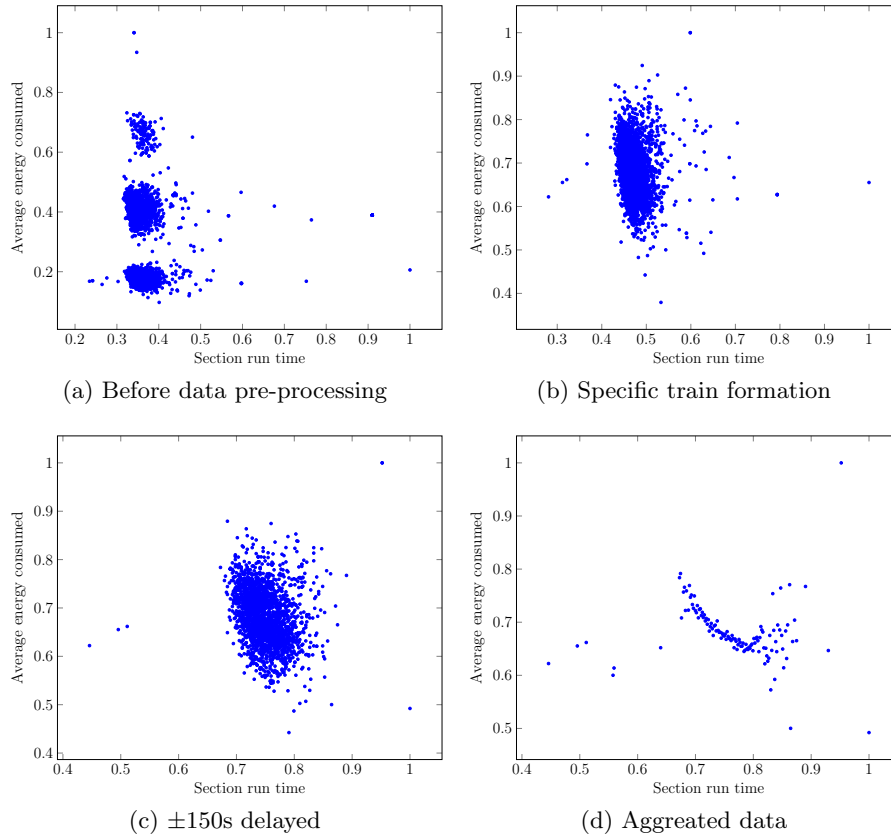 Average energy consumed
1
0.8
0.6
0.4
0.2
0.2 0.3 0.4 0.5 0.6 0.7 0.8 0.9 1
Section run time
(a) Before data pre-processing
Average energy consumed
1
0.9
0.8
0.7
0.6
0.5
0.4
0.3 0.4 0.5 0.6 0.7 0.8 0.9 1
Section run time
(b) Specific train formation
Average energy consumed
1
0.9
0.8
0.7
0.6
0.5
0.4
0.4 0.5 0.6 0.7 0.8 0.9 1
Section run time
(c) ±150s delayed
Average energy consumed
1
0.9
0.8
0.7
0.6
0.5
0.4 0.5 0.6 0.7 0.8 0.9 1
Section run time
(d) Aggreated data